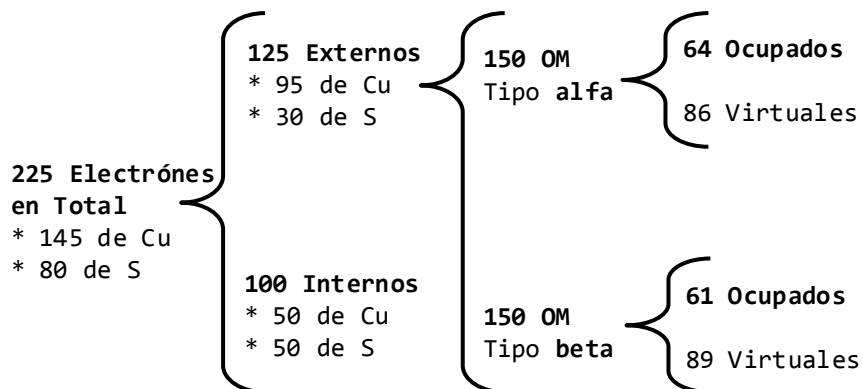 225 Electrónes
en Total
* 145 de Cu
* 80 de S
125 Externos
* 95 de Cu
* 30 de S
100 Internos
* 50 de Cu
* 50 de S
150 OM
Tipo alfa
64 Ocupados
86 Virtuales
150 OM
Tipo beta
61 Ocupados
89 Virtuales